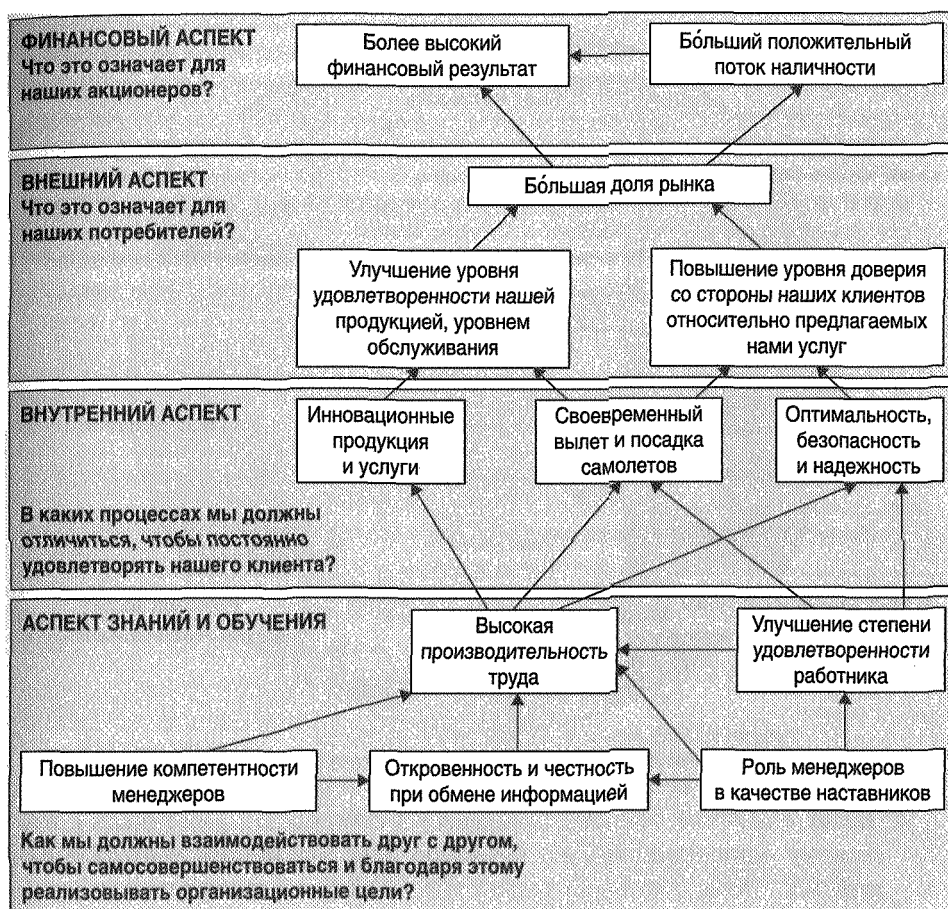 ФИНАНСОВЫЙ АСПЕКТ
Что это означает для
наших акционеров?
Более высокий
финансовый результат
Бо́льший положительный
поток наличности
ВНЕШНИЙ АСПЕКТ
Что это означает для
наших потребителей?
Бо́льшая доля рынка
Улучшение уровня
удовлетворенности нашей
продукцией, уровнем
обслуживания
Повышение уровня доверия
со стороны наших клиентов
относительно предлагаемых
нами услуг
ВНУТРЕННИЙ АСПЕКТ
Инновационные
продукция
и услуги
Своевременный
вылет и посадка
самолетов
Оптимальность,
безопасность
и надежность
В каких процессах мы должны
отличиться, чтобы постоянно
удовлетворять нашего клиента?
АСПЕКТ ЗНАНИЙ И ОБУЧЕНИЯ
Высокая
производительность
труда
Улучшение степени
удовлетворенности
работника
Повышение компетентности
менеджеров
Откровенность и честность
при обмене информацией
Роль менеджеров
в качестве наставников
Как мы должны взаимодействовать друг с другом,
чтобы самосовершенствоваться и благодаря этому
реализовывать организационные цели?